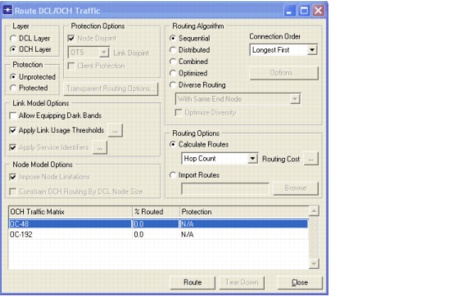 Route DCL/OCH Traffic
Layer
DCL Layer
OCH Layer
Protection
Unprotected
Protected
Protection Options
Node Disjoint
OTS
Link Disjoint
Client Protection
Transparent Routing Options...
Link Model Options
Allow Equipping Dark Bands
Apply Link Usage Thresholds ...
Apply Service Identifiers ...
Node Model Options
Impose Node Limitations
Constrain OCH Routing By DCL Node Size
Routing Algorithm
Sequential
Distributed
Combined
Optimized
Diverse Routing
With Same End Node
Optimize Diversity
Connection Order
Longest First
Options
Routing Options
Calculate Routes
Hop Count
Routing Cost ...
Import Routes
Browse
OCH Traffic Matrix % Routed Protection
OC-48 0.0 N/A
OC-192 0.0 N/A
Route Tear Down Close